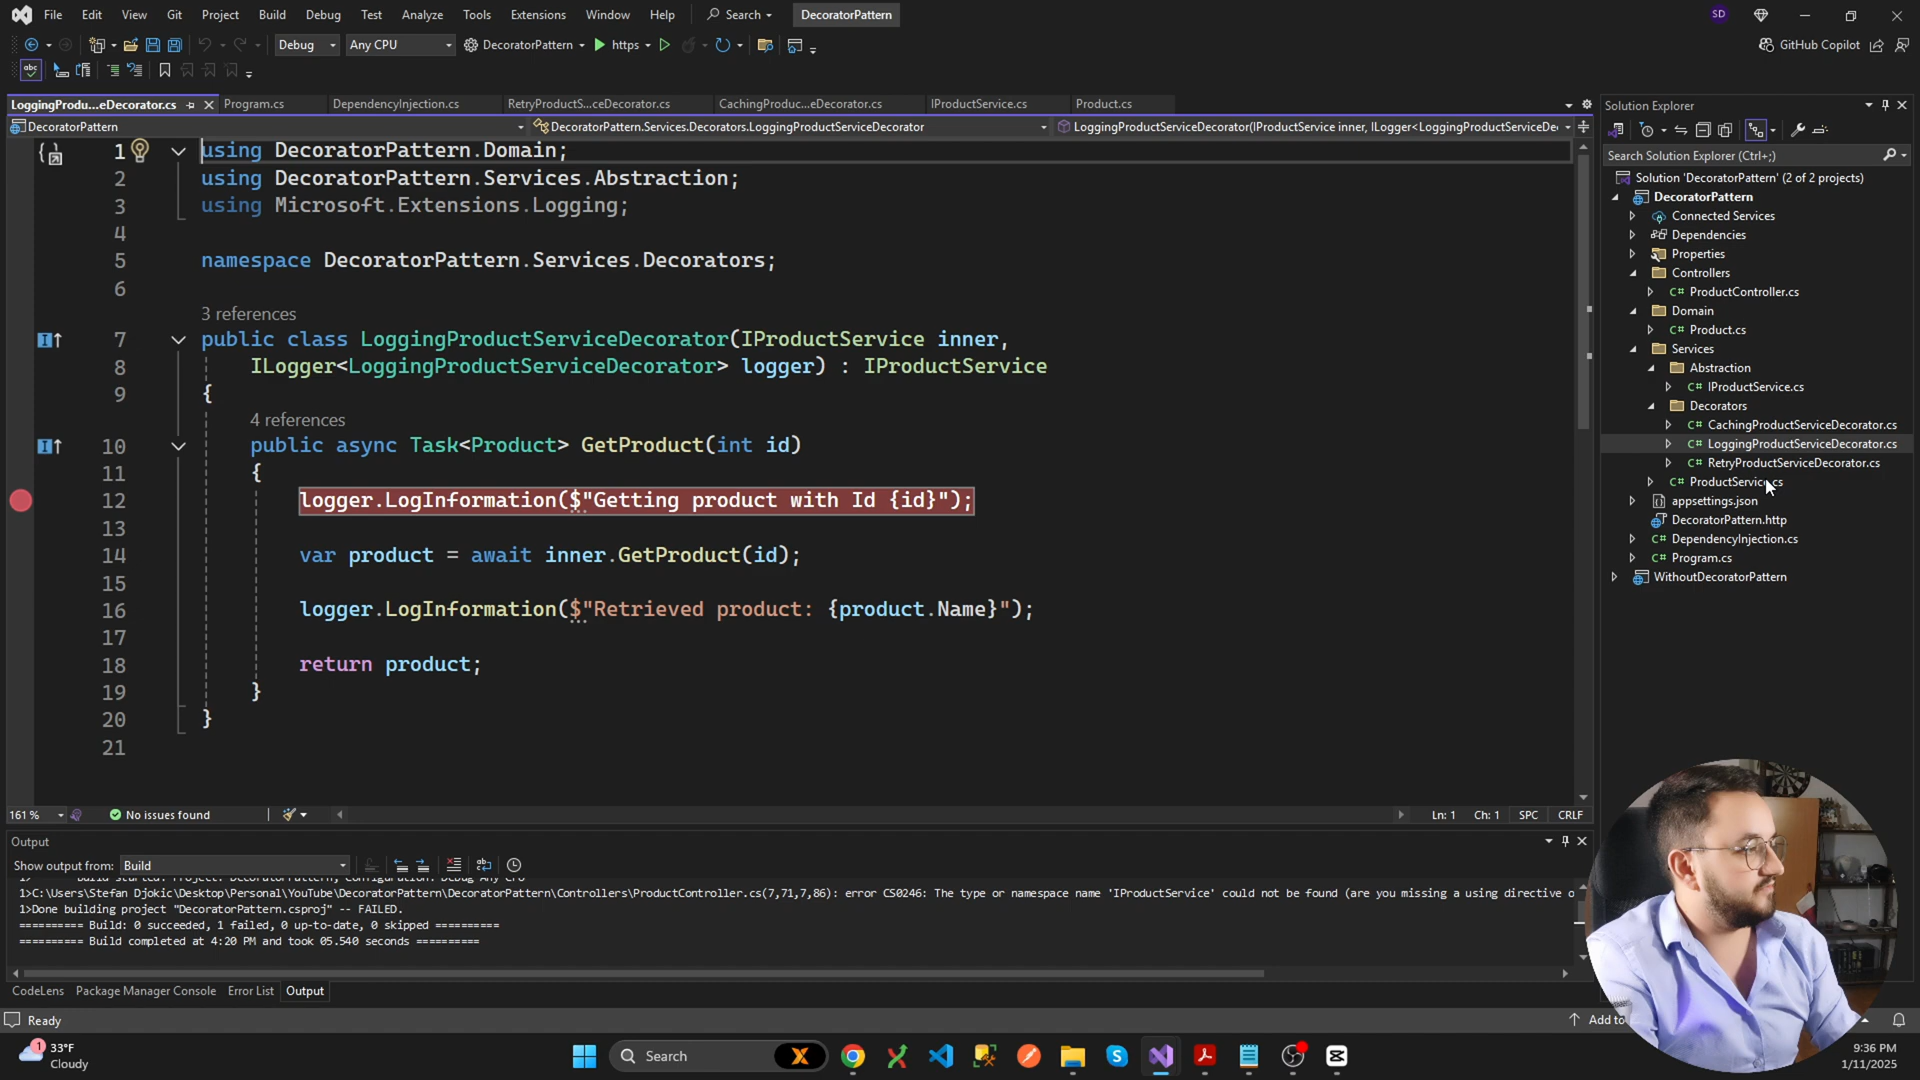 File Edit View Git Project Build Debug Test Analyze Tools Extensions Window Help Search DecoratorPattern SD
Debug Any CPU DecoratorPattern https GitHub Copilot
abc
LoggingProdu...eDecorator.cs Program.cs DependencyInjection.cs RetryProductS...ceDecorator.cs CachingProduc...eDecorator.cs IProductService.cs Product.cs
DecoratorPattern DecoratorPattern.Services.Decorators.LoggingProductServiceDecorator LoggingProductServiceDecorator(IProductService inner, ILogger<LoggingProductServiceDe
1 using DecoratorPattern.Domain;
2 using DecoratorPattern.Services.Abstraction;
3 using Microsoft.Extensions.Logging;
4
5 namespace DecoratorPattern.Services.Decorators;
6
3 references
7 public class LoggingProductServiceDecorator(IProductService inner,
8 ILogger<LoggingProductServiceDecorator> logger) : IProductService
9 {
4 references
10 public async Task<Product> GetProduct(int id)
11 {
12 logger.LogInformation($"Getting product with Id {id}");
13
14 var product = await inner.GetProduct(id);
15
16 logger.LogInformation($"Retrieved product: {product.Name}");
17
18 return product;
19 }
20 }
21
161 % No issues found Ln: 1 Ch: 1 SPC CRLF
Solution Explorer
Search Solution Explorer (Ctrl+;)
Solution 'DecoratorPattern' (2 of 2 projects)
DecoratorPattern
Connected Services
Dependencies
Properties
Controllers
C# ProductController.cs
Domain
C# Product.cs
Services
Abstraction
C# IProductService.cs
Decorators
C# CachingProductServiceDecorator.cs
C# LoggingProductServiceDecorator.cs
C# RetryProductServiceDecorator.cs
C# ProductService.cs
appsettings.json
DecoratorPattern.http
C# DependencyInjection.cs
C# Program.cs
WithoutDecoratorPattern
Output
Show output from: Build
1>C:\Users\Stefan Djokic\Desktop\Personal\YouTube\DecoratorPattern\DecoratorPattern\Controllers\ProductController.cs(7,71,7,86): error CS0246: The type or namespace name 'IProductService' could not be found (are you missing a using directive o
1>Done building project "DecoratorPattern.csproj" -- FAILED.
========== Build: 0 succeeded, 1 failed, 0 up-to-date, 0 skipped ==========
========== Build completed at 4:20 PM and took 05.540 seconds ==========
CodeLens Package Manager Console Error List Output
Ready Add to
1 33°F
Cloudy
Search
9:36 PM
1/11/2025